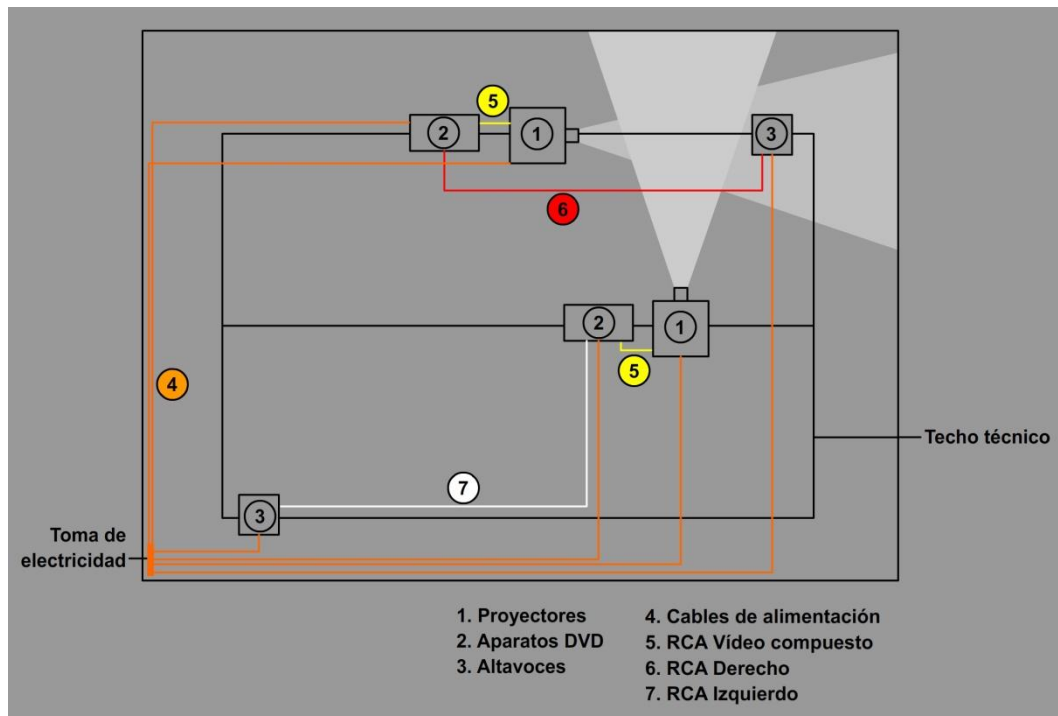 5
2
1
3
6
2
1
5
4
Techo técnico
7
3
Toma de
electricidad
1. Proyectores
2. Aparatos DVD
3. Altavoces
4. Cables de alimentación
5. RCA Vídeo compuesto
6. RCA Derecho
7. RCA Izquierdo